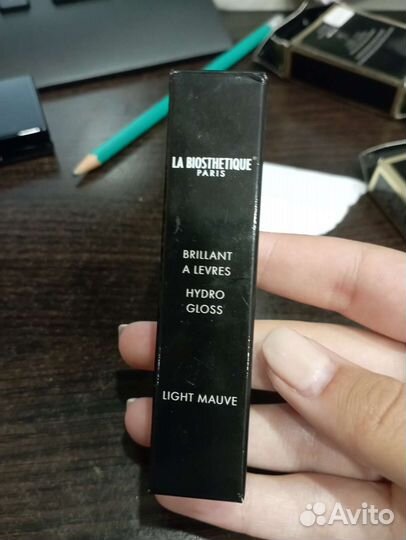 LA BIOSTHETIQUE
PARIS
BRILLANT
A LEVRES
HYDRO
GLOSS
LIGHT MAUVE
Avito